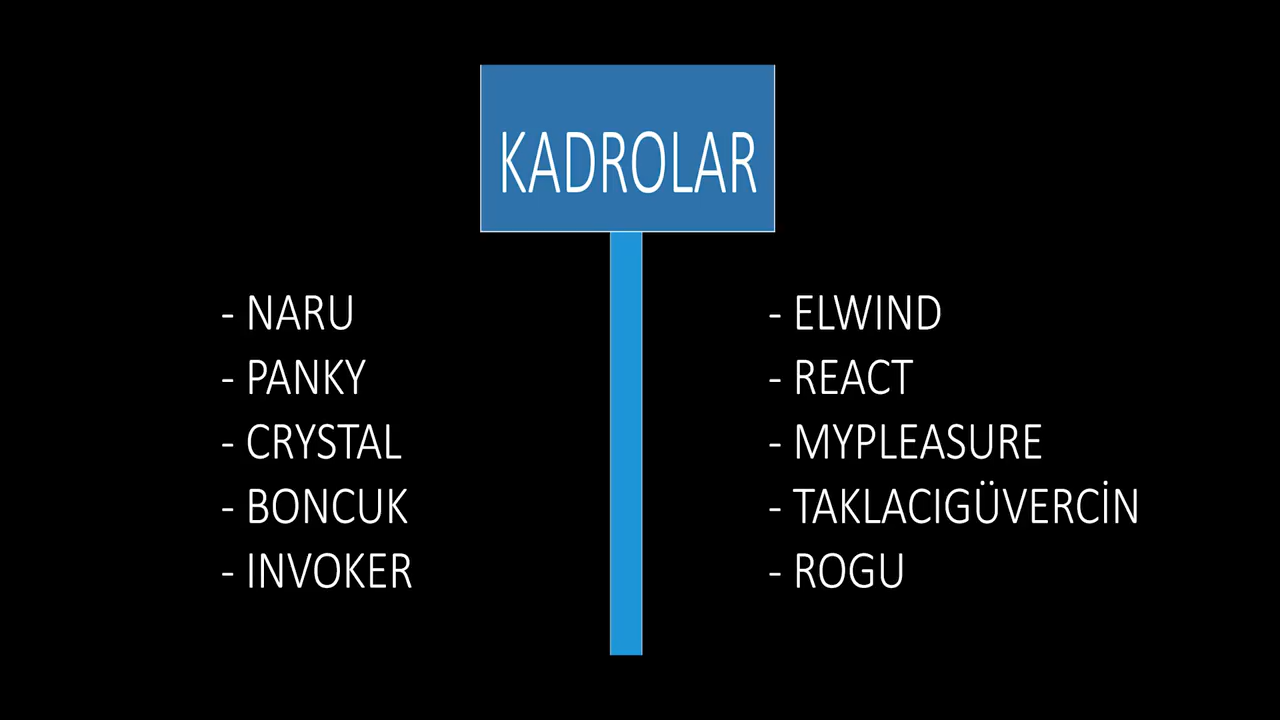 KADROLAR
- NARU
- PANKY
- CRYSTAL
- BONCUK
- INVOKER
- ELWIND
- REACT
- MYPLEASURE
- TAKLACIGÜVERCİN
- ROGU